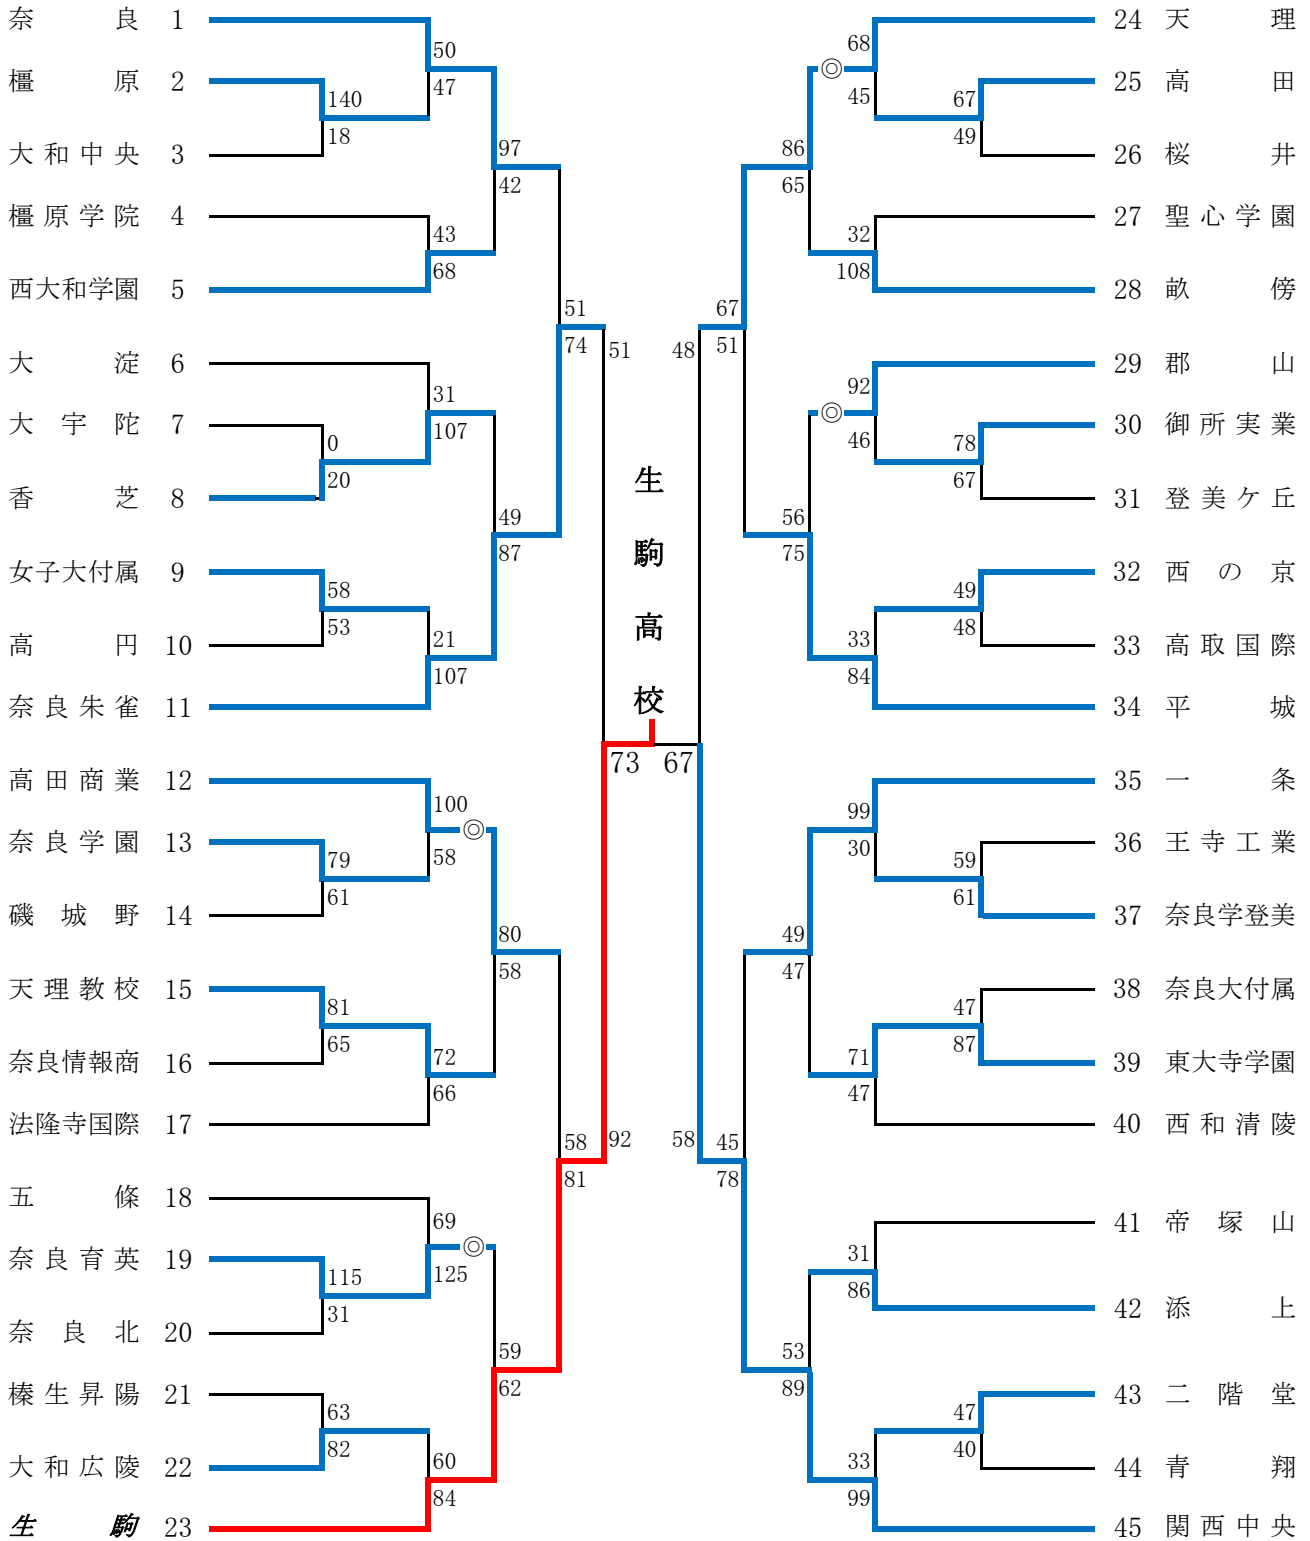 奈良 1
50
47
橿原 2
140
18
大和中央 3
97
42
橿原学院 4
43
68
西大和学園 5
51
74
大淀 6
31
107
大宇陀 7
0
20
香芝 8
49
87
女子大付属 9
58
53
高円 10
21
107
奈良朱雀 11
高田商業 12
100
◎
58
奈良学園 13
79
61
磯城野 14
80
58
天理教校 15
81
65
奈良情報商 16
72
66
法隆寺国際 17
58
81
五條 18
69
◎
125
奈良育英 19
115
31
奈良北 20
59
62
榛生昇陽 21
63
82
大和広陵 22
60
84
生駒 23
51
92
生駒高校
73 67
48
58
24 天理
68
◎
45
25 高田
67
49
26 桜井
86
65
27 聖心学園
32
108
28 畝傍
67
51
29 郡山
92
◎
46
30 御所実業
78
67
31 登美ケ丘
56
75
32 西の京
49
48
33 高取国際
33
84
34 平城
35 一条
99
30
36 王寺工業
59
61
37 奈良学登美
49
47
38 奈良大付属
47
87
39 東大寺学園
71
47
40 西和清陵
45
78
41 帝塚山
31
86
42 添上
53
89
43 二階堂
47
40
44 青翔
33
99
45 関西中央